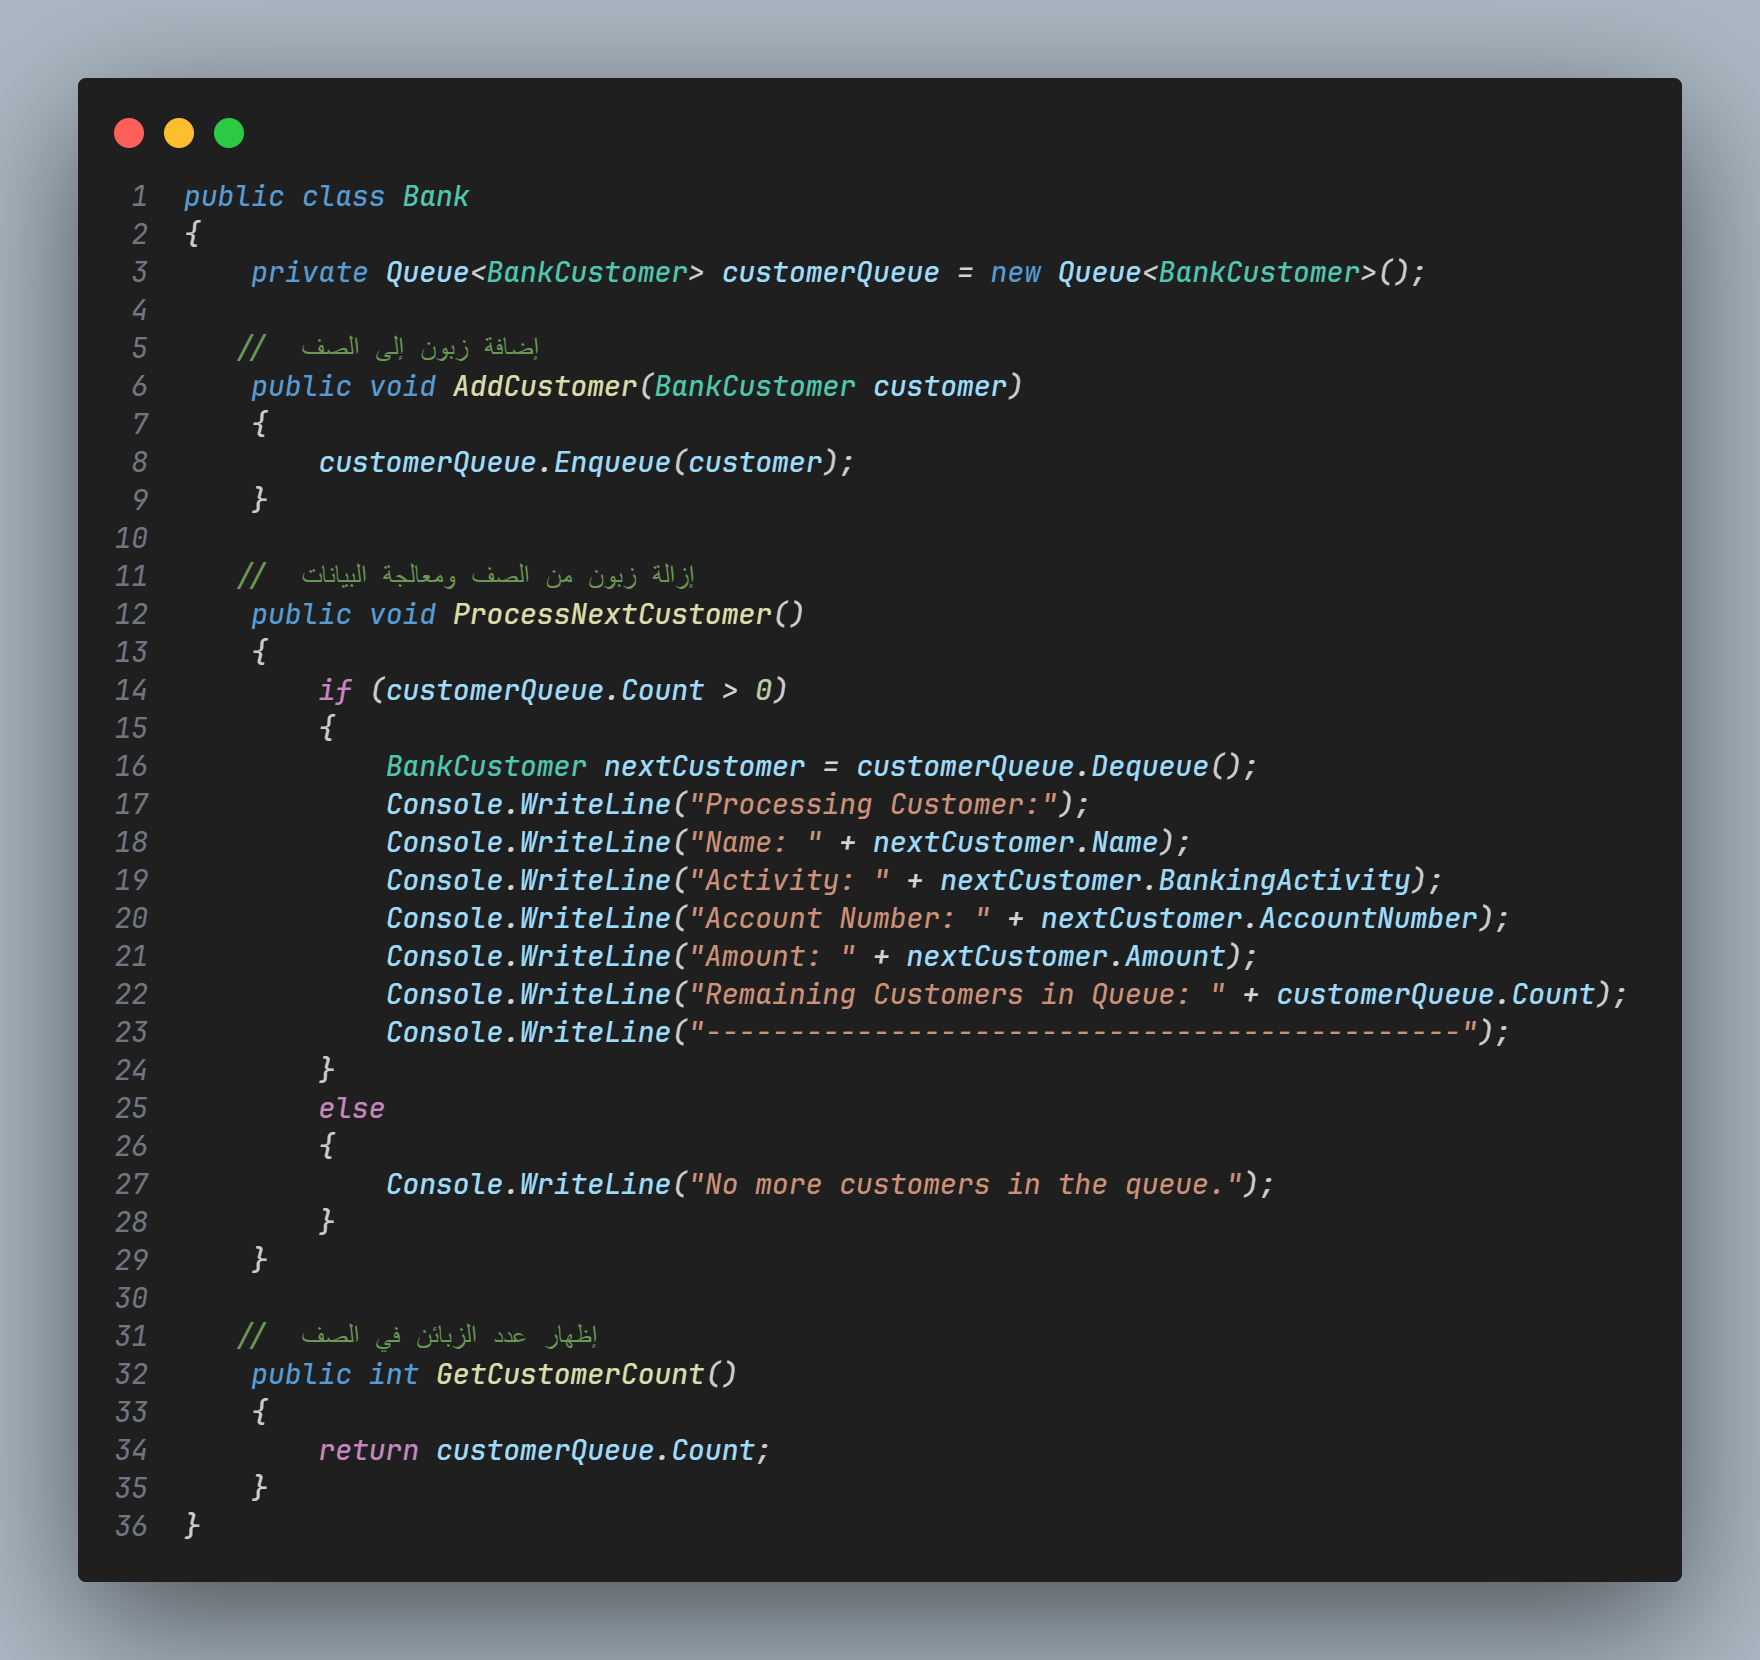 1 public class Bank
2 {
3     private Queue<BankCustomer> customerQueue = new Queue<BankCustomer>();
4
5    //  إضافة زبون إلى الصف
6     public void AddCustomer(BankCustomer customer)
7     {
8         customerQueue.Enqueue(customer);
9     }
10
11    //  إزالة زبون من الصف ومعالجة البيانات
12     public void ProcessNextCustomer()
13     {
14         if (customerQueue.Count > 0)
15         {
16             BankCustomer nextCustomer = customerQueue.Dequeue();
17             Console.WriteLine("Processing Customer:");
18             Console.WriteLine("Name: " + nextCustomer.Name);
19             Console.WriteLine("Activity: " + nextCustomer.BankingActivity);
20             Console.WriteLine("Account Number: " + nextCustomer.AccountNumber);
21             Console.WriteLine("Amount: " + nextCustomer.Amount);
22             Console.WriteLine("Remaining Customers in Queue: " + customerQueue.Count);
23             Console.WriteLine("---------------------------------------------");
24         }
25         else
26         {
27             Console.WriteLine("No more customers in the queue.");
28         }
29     }
30
31    //  إظهار عدد الزبائن في الصف
32     public int GetCustomerCount()
33     {
34         return customerQueue.Count;
35     }
36 }